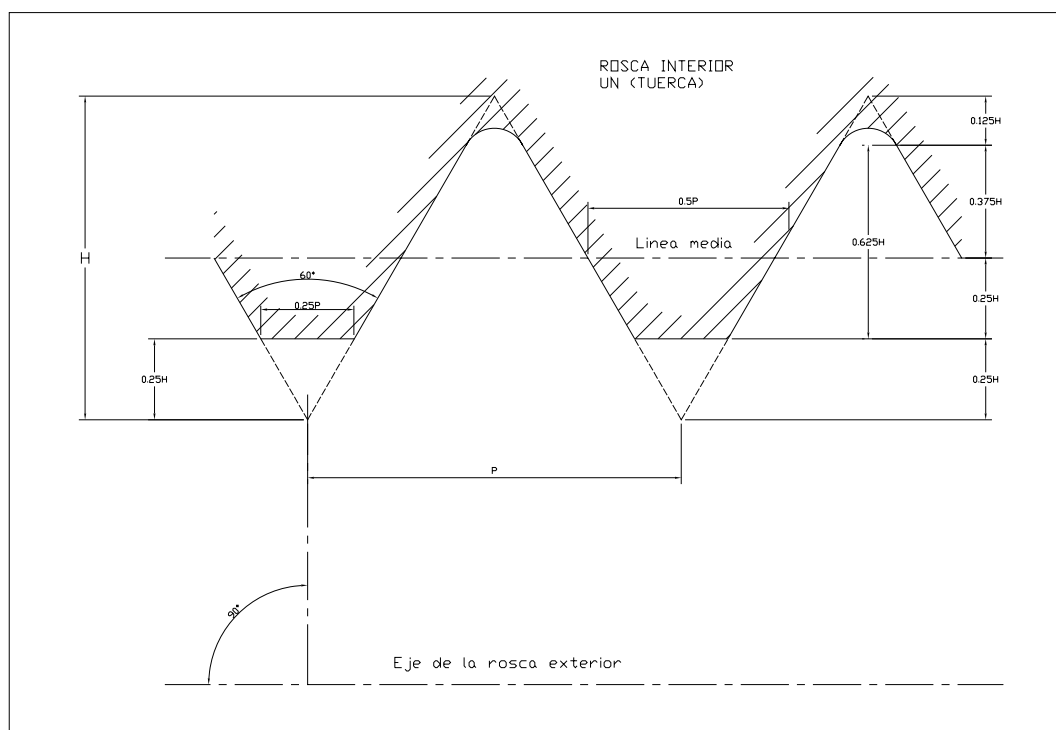 ROSCA INTERIOR
UN (TUERCA)
0.125H
0.5P
0.375H
Linea media
0.625H
H
60°
0.25P
0.25H
0.25H
0.25H
P
90°
Eje de la rosca exterior